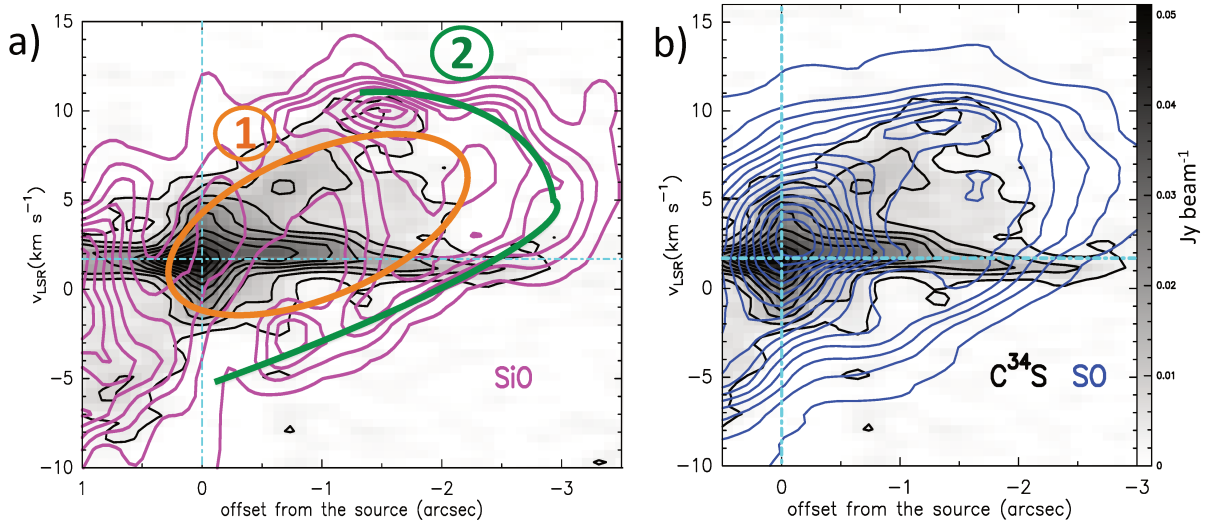 a)
15
10
5
0
−5
−10
v_LSR(km s⁻¹)
1
2
SiO
1 0 −1 −2 −3
offset from the source (arcsec)
b)
15
10
5
0
−5
−10
v_LSR(km s⁻¹)
C³⁴S SO
0 −1 −2 −3
offset from the source (arcsec)
0.05
0.04
0.03
0.02
0.01
0
Jy beam⁻¹